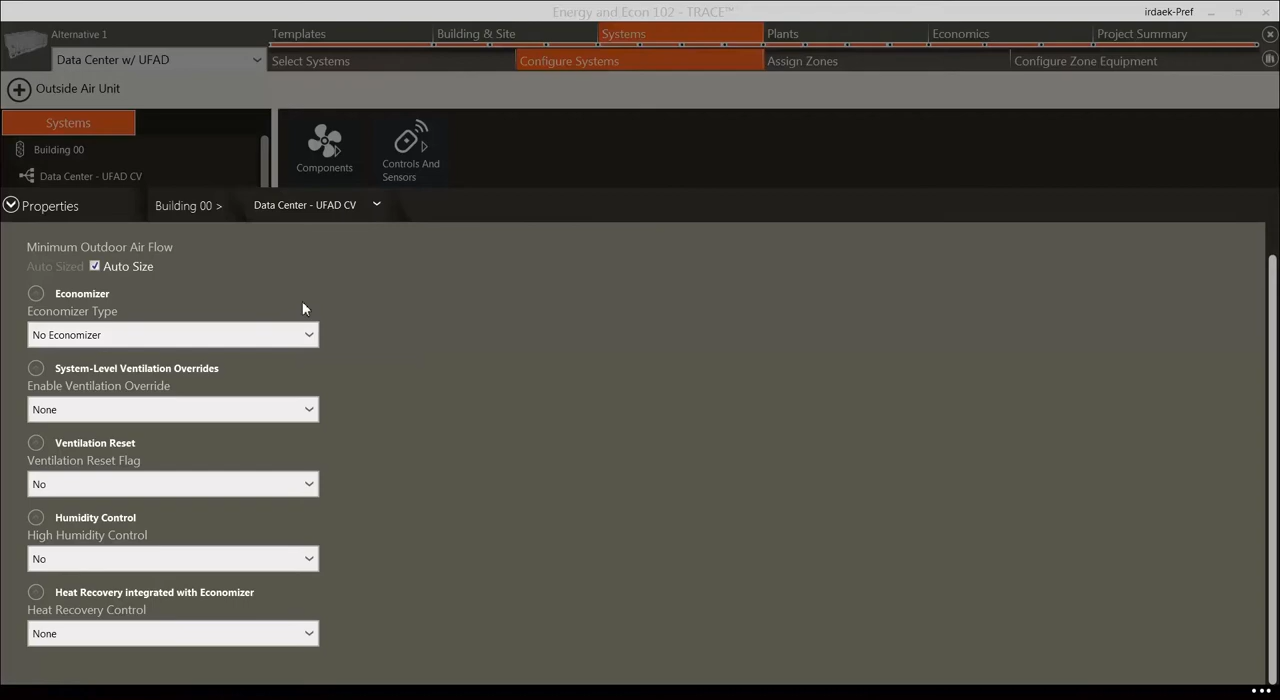 Energy and Econ 102 - TRACE™
irdaek-Pref
Alternative 1
Templates
Building & Site
Systems
Plants
Economics
Project Summary
Data Center w/ UFAD
Select Systems
Configure Systems
Assign Zones
Configure Zone Equipment
Outside Air Unit
Systems
Building 00
Data Center - UFAD CV
Components
Controls And
Sensors
Properties
Building 00 >
Data Center - UFAD CV
Minimum Outdoor Air Flow
Auto Sized
Auto Size
Economizer
Economizer Type
No Economizer
System-Level Ventilation Overrides
Enable Ventilation Override
None
Ventilation Reset
Ventilation Reset Flag
No
Humidity Control
High Humidity Control
No
Heat Recovery integrated with Economizer
Heat Recovery Control
None